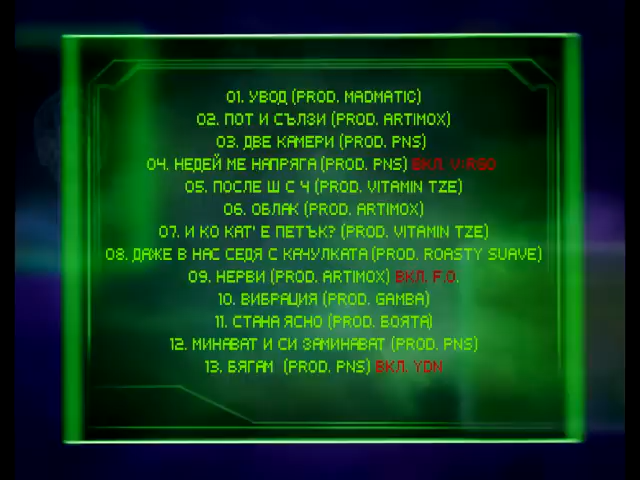 01. УВОД (PROD. MADMATIC)
02. ПОТ И СЪЛЗИ (PROD. ARTIMOX)
03. ДВЕ КАМЕРИ (PROD. PNS)
04. НЕДЕЙ МЕ НАПРЯГА (PROD. PNS) ВКЛ. VIRGO
05. ПОСЛЕ Ш С Ч (PROD. VITAMIN TZE)
06. ОБЛАК (PROD. ARTIMOX)
07. И КО КАТ' Е ПЕТЪК? (PROD. VITAMIN TZE)
08. ДАЖЕ В НАС СЕДЯ С КАЧУЛКАТА (PROD. ROASTY SUAVE)
09. НЕРВИ (PROD. ARTIMOX) ВКЛ. F.O.
10. ВИБРАЦИЯ (PROD. GAMBA)
11. СТАНА ЯСНО (PROD. БОЯТА)
12. МИНАВАТ И СИ ЗАМИНАВАТ (PROD. PNS)
13. БЯГАМ (PROD. PNS) ВКЛ. YDN